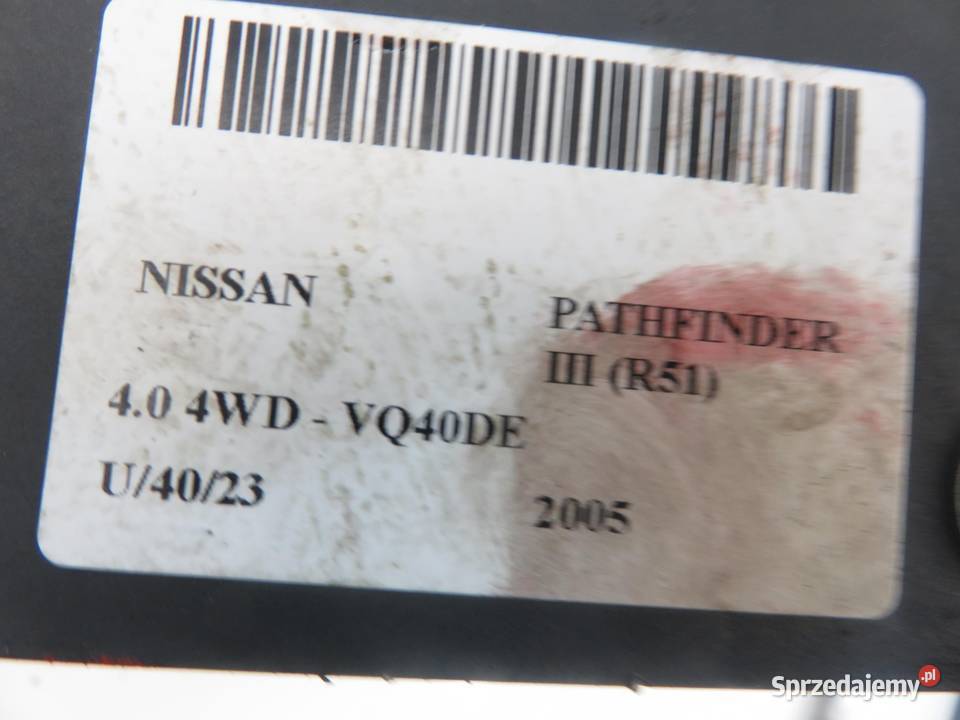 NISSAN
PATHFINDER
III (R51)
4.0 4WD - VQ40DE
U/40/23
2005
Sprzedajemy.pl